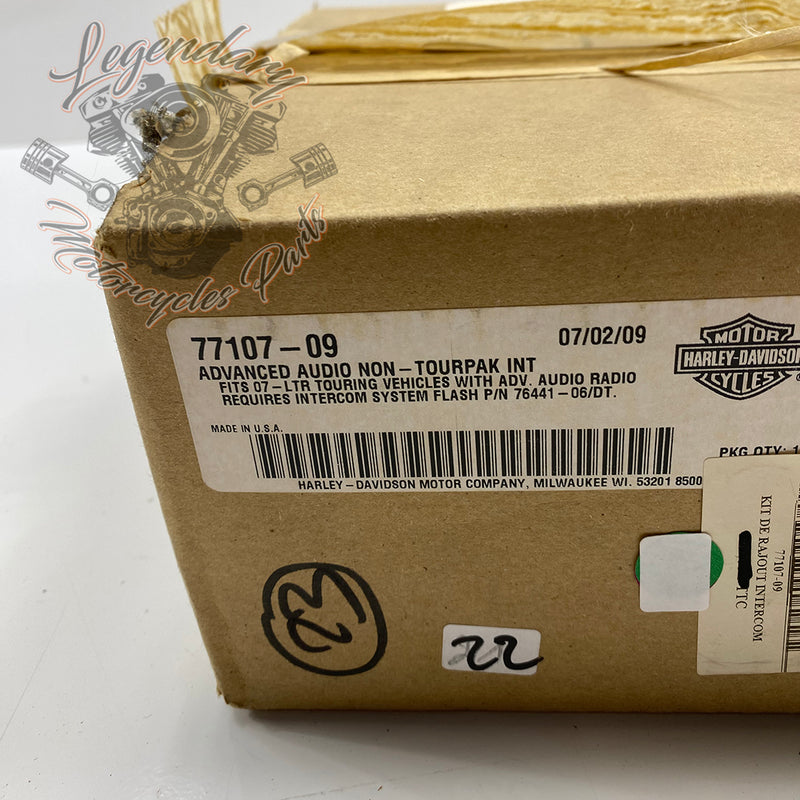 Legendary
Motorcycles Parts
77107-09
07/02/09
ADVANCED AUDIO NON-TOURPAK INT
FITS 07-LTR TOURING VEHICLES WITH ADV. AUDIO RADIO
REQUIRES INTERCOM SYSTEM FLASH P/N 76441-06/DT.
MOTOR
HARLEY-DAVIDSON
CYCLES
MADE IN U.S.A.
PKG QTY: 1
HARLEY-DAVIDSON MOTOR COMPANY, MILWAUKEE WI. 53201 8500
77107-09
KIT DE RAJOUT INTERCOM
TTC
22